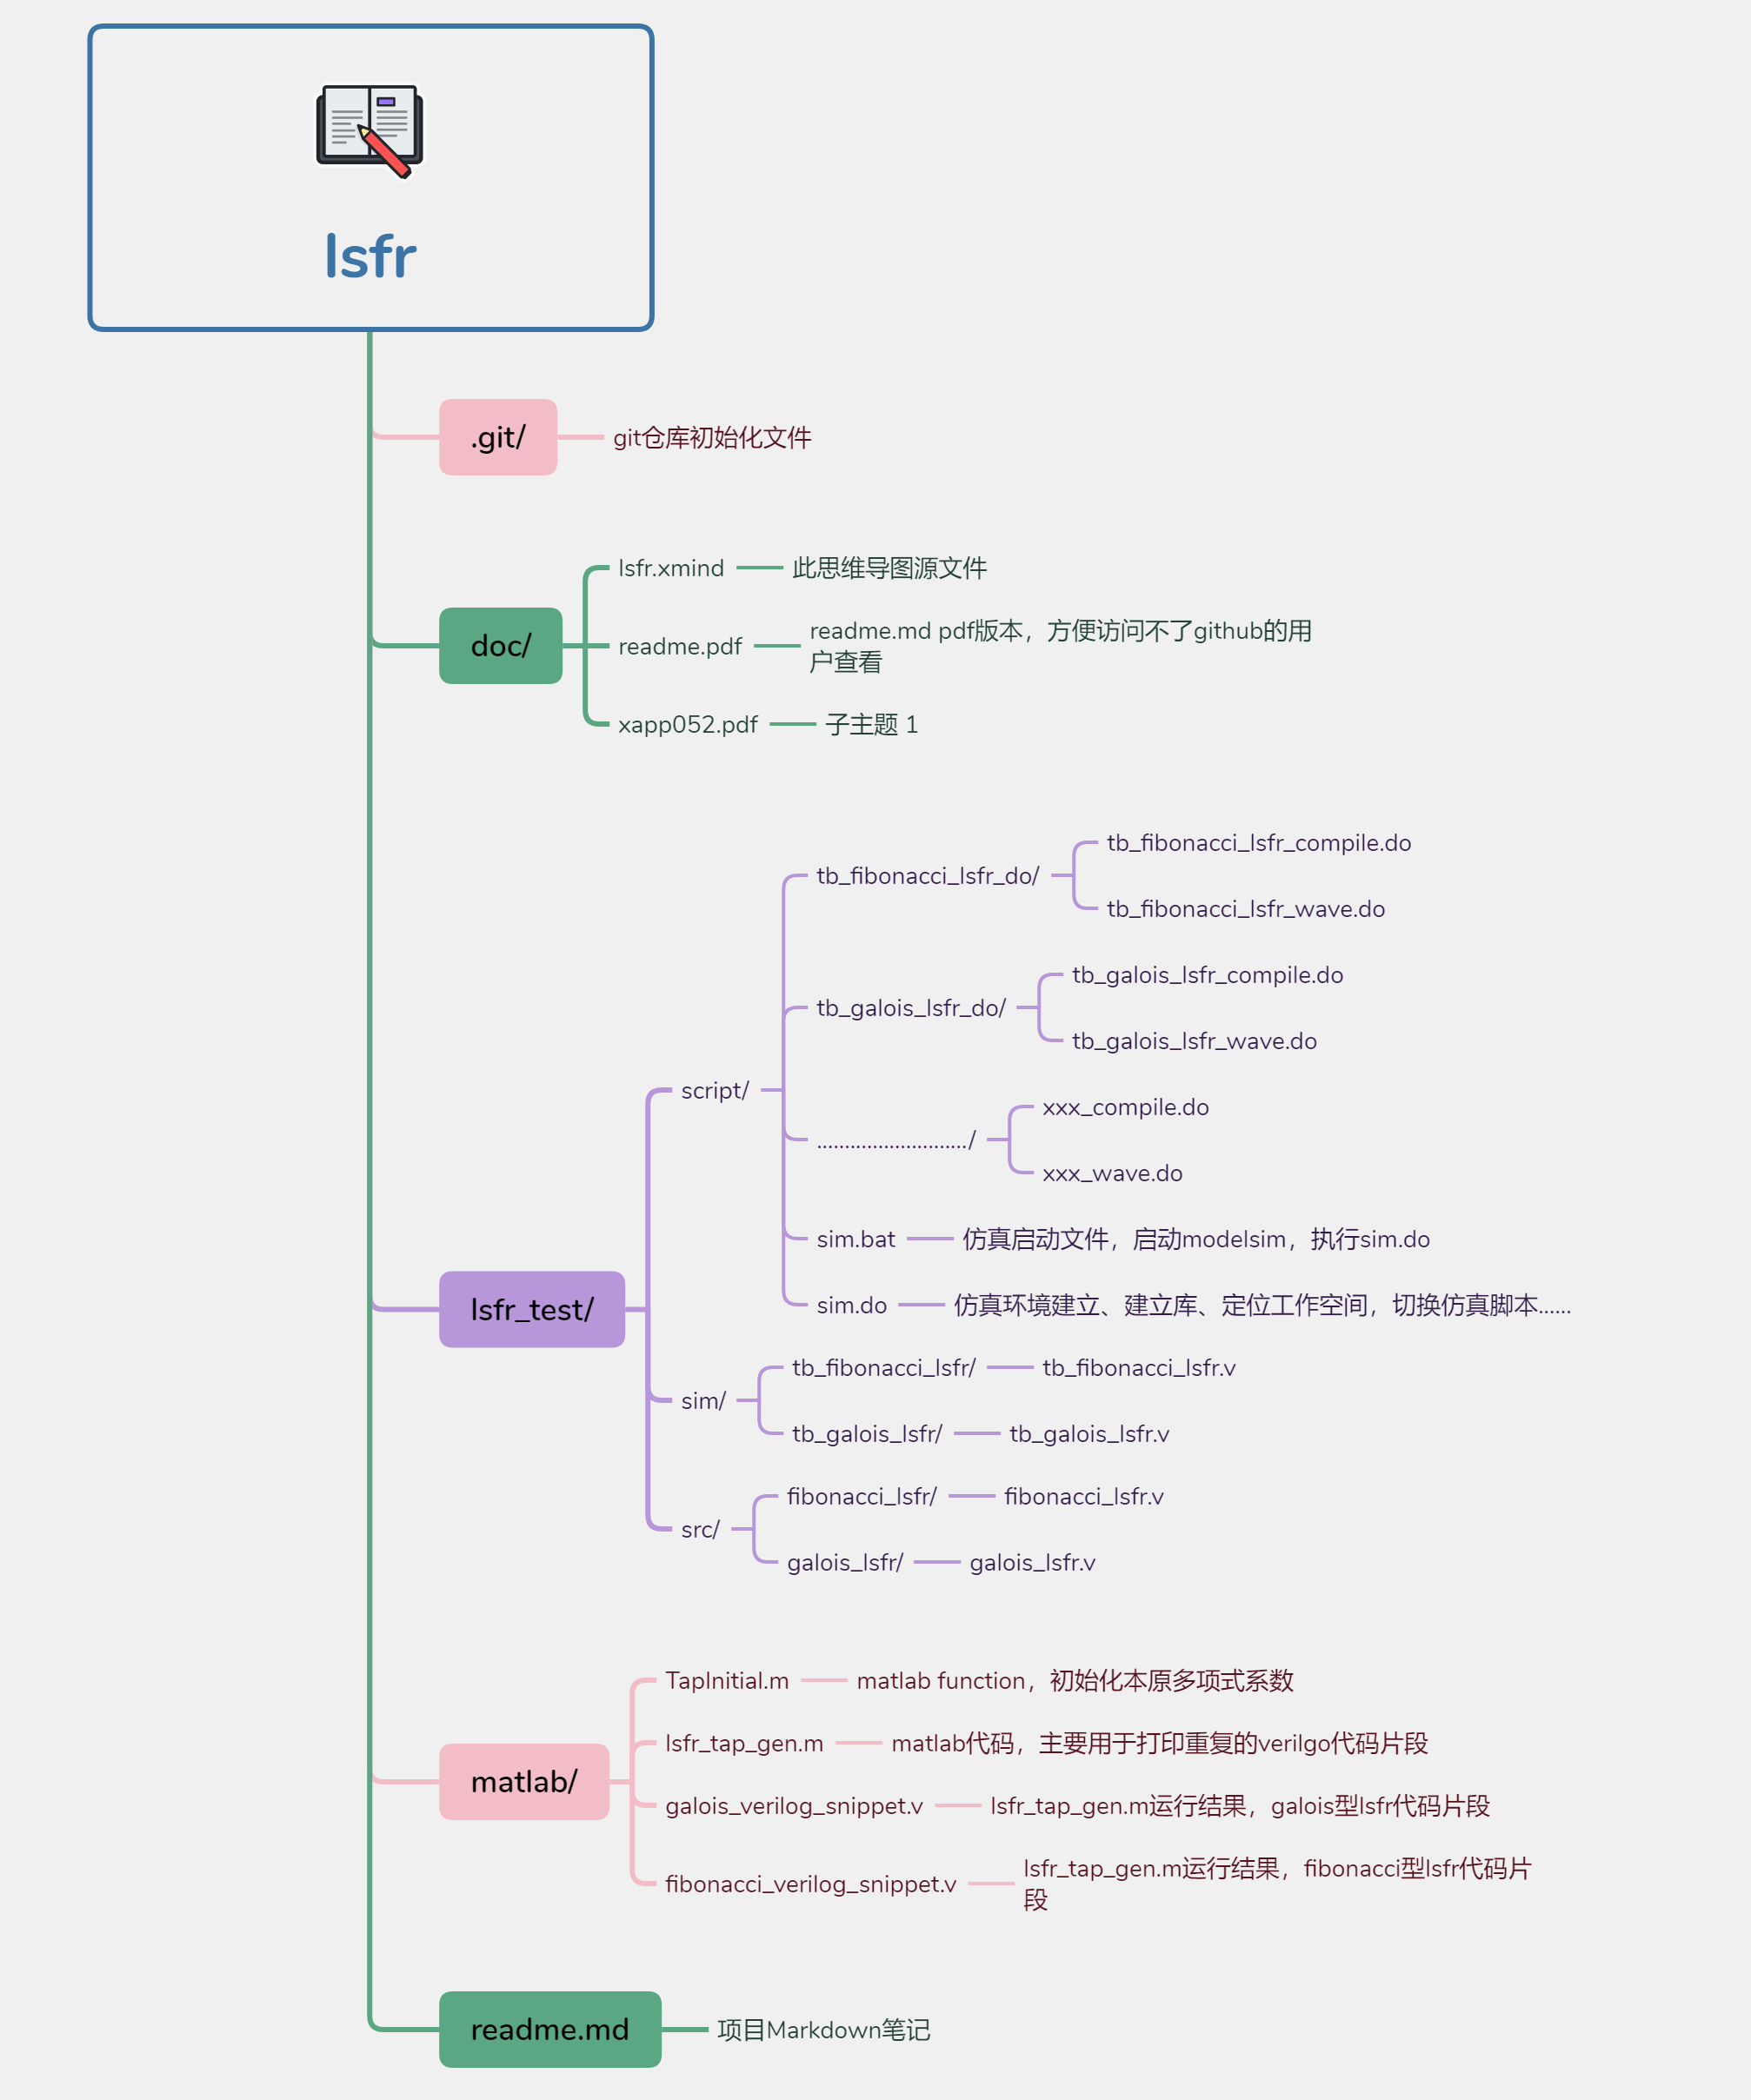 lsfr
.git/
git仓库初始化文件
doc/
lsfr.xmind
此思维导图源文件
readme.pdf
readme.md pdf版本，方便访问不了github的用
户查看
xapp052.pdf
子主题 1
lsfr_test/
script/
tb_fibonacci_lsfr_do/
tb_fibonacci_lsfr_compile.do
tb_fibonacci_lsfr_wave.do
tb_galois_lsfr_do/
tb_galois_lsfr_compile.do
tb_galois_lsfr_wave.do
.........................../
xxx_compile.do
xxx_wave.do
sim.bat
仿真启动文件，启动modelsim，执行sim.do
sim.do
仿真环境建立、建立库、定位工作空间，切换仿真脚本......
sim/
tb_fibonacci_lsfr/
tb_fibonacci_lsfr.v
tb_galois_lsfr/
tb_galois_lsfr.v
src/
fibonacci_lsfr/
fibonacci_lsfr.v
galois_lsfr/
galois_lsfr.v
matlab/
TapInitial.m
matlab function，初始化本原多项式系数
lsfr_tap_gen.m
matlab代码，主要用于打印重复的verilgo代码片段
galois_verilog_snippet.v
lsfr_tap_gen.m运行结果，galois型lsfr代码片段
fibonacci_verilog_snippet.v
lsfr_tap_gen.m运行结果，fibonacci型lsfr代码片
段
readme.md
项目Markdown笔记